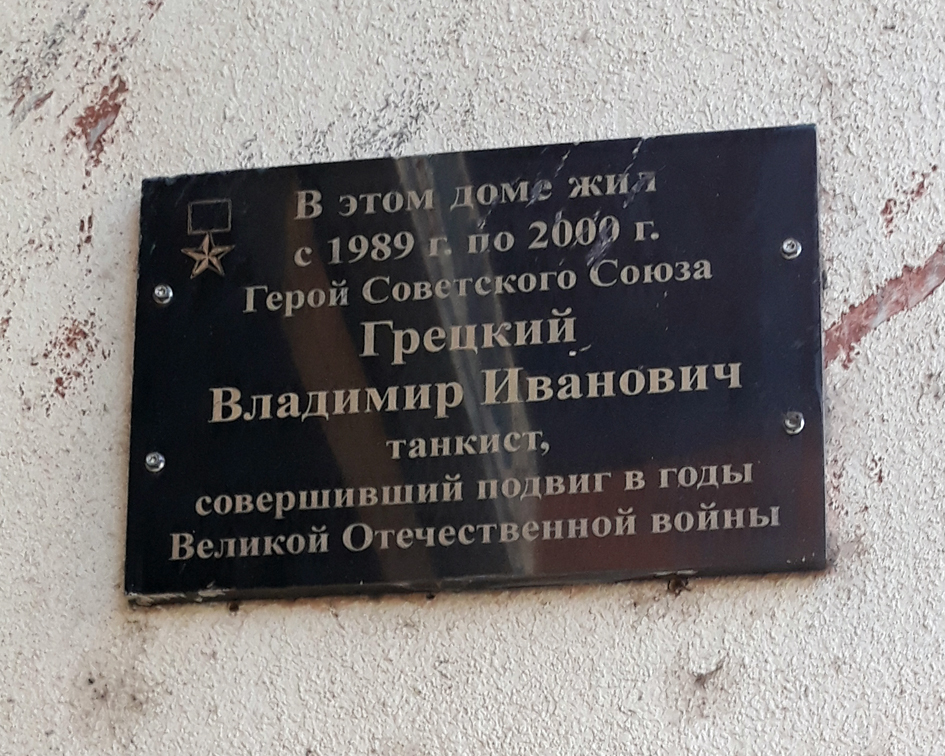 В этом доме жил
с 1989 г. по 2000 г.
Герой Советского Союза
Грецкий
Владимир Иванович
танкист,
совершивший подвиг в годы
Великой Отечественной войны